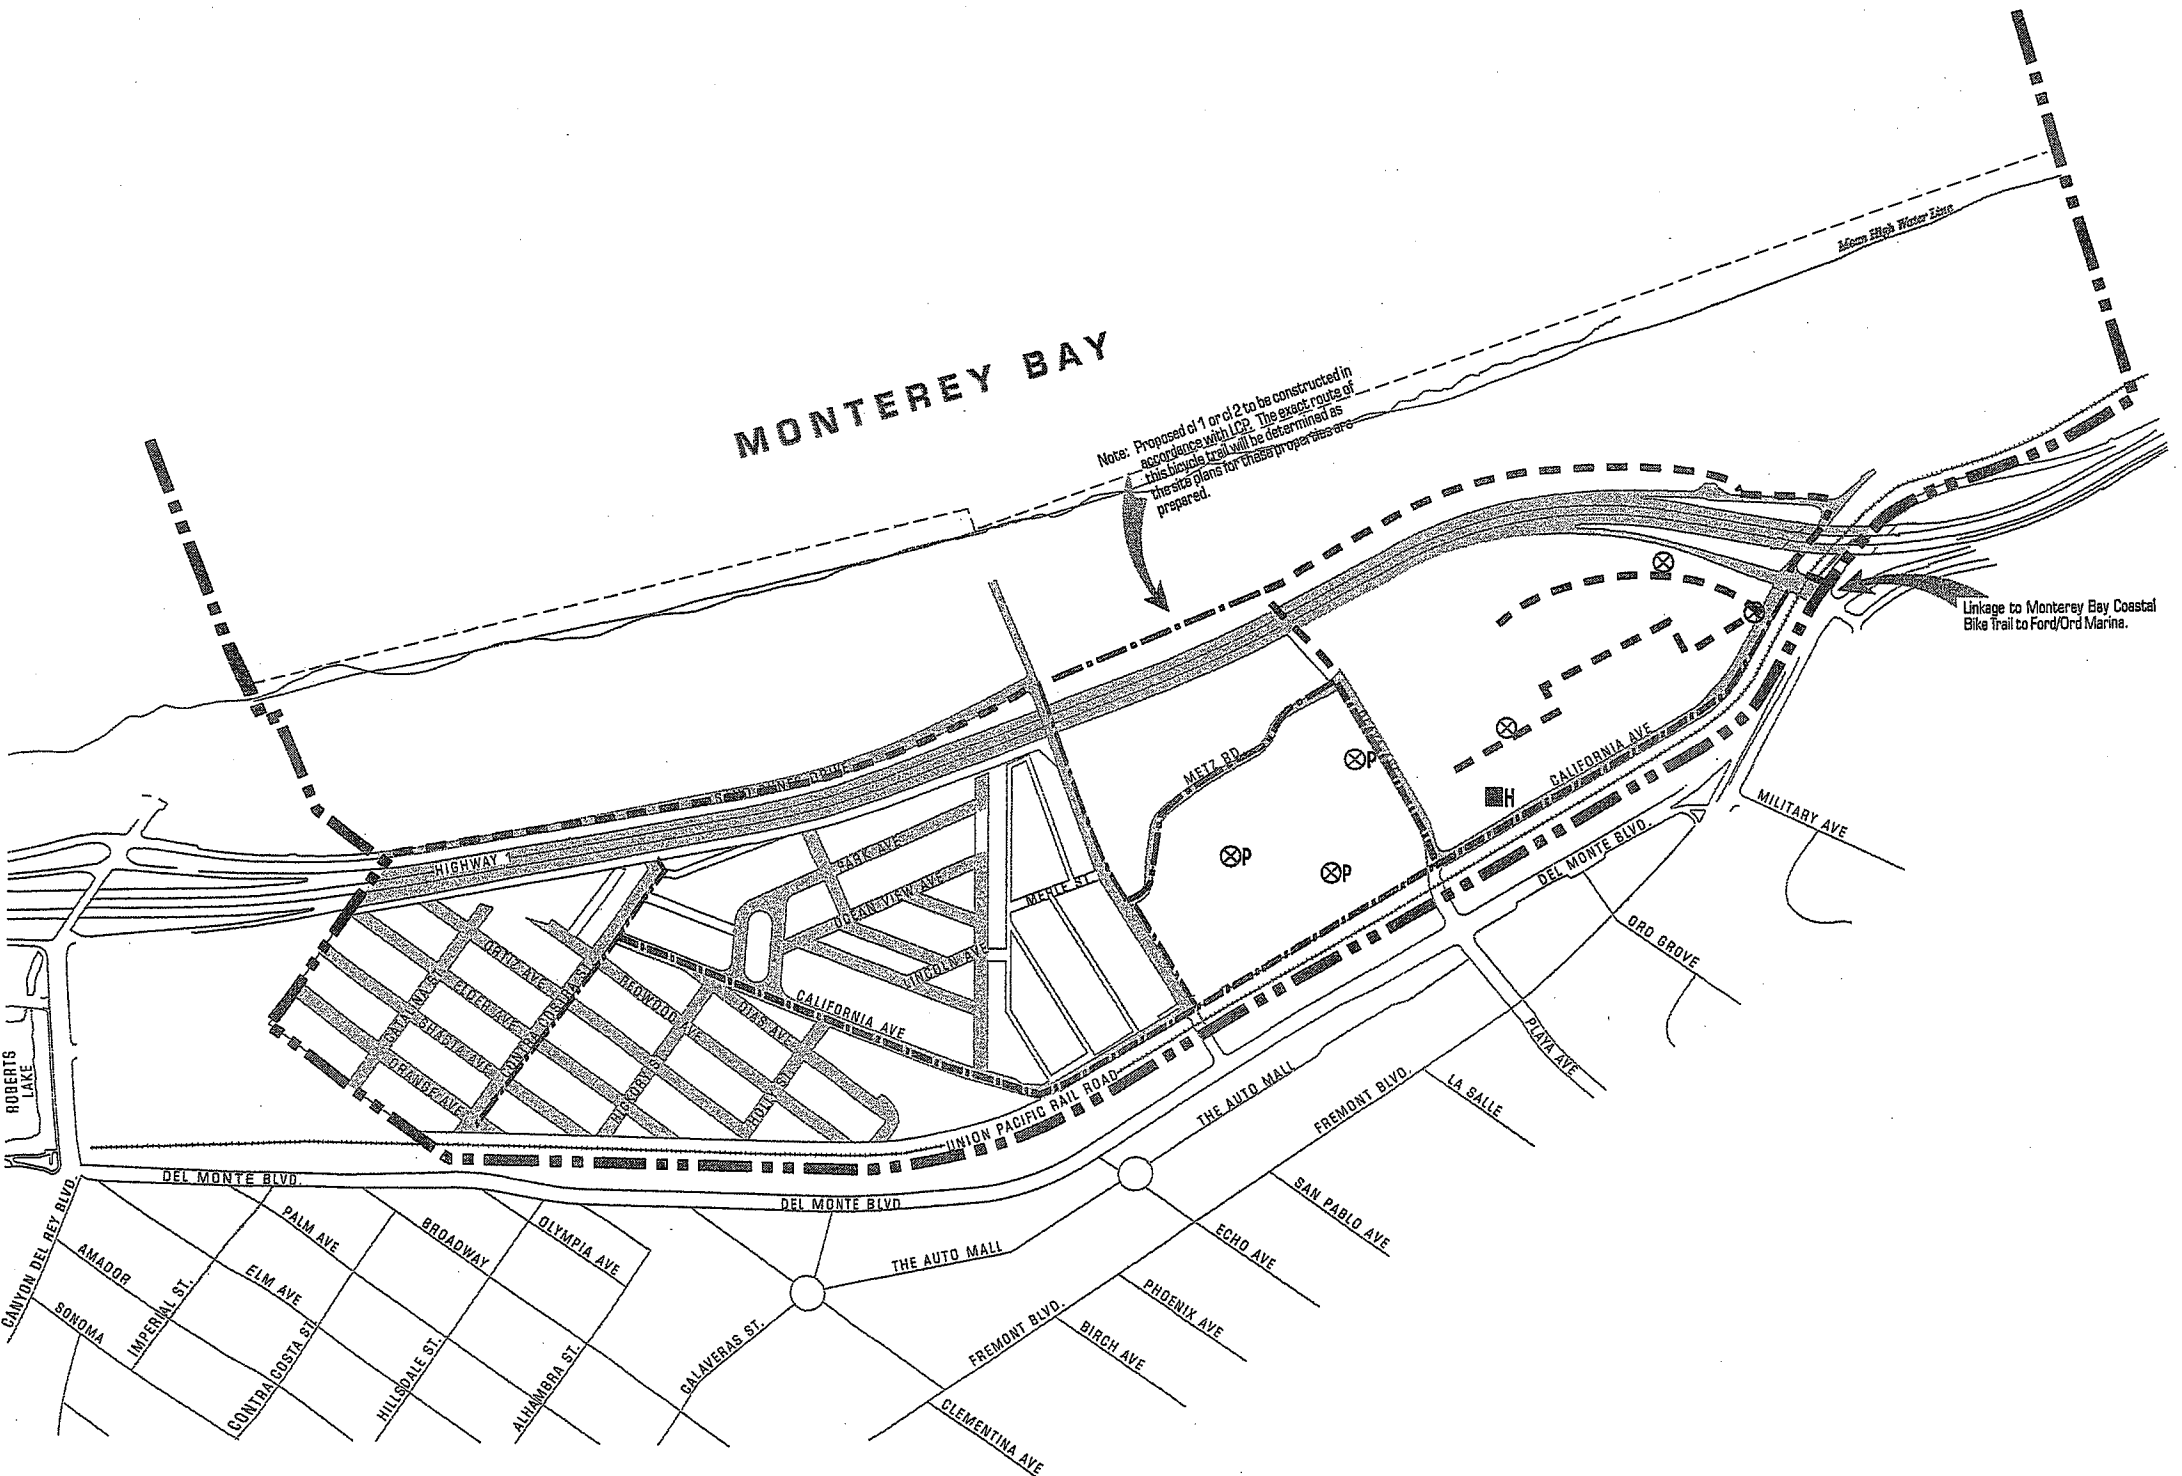 MONTEREY BAY
Mean High Water Line
Note: Proposed cl 1 or cl 2 to be constructed in
accordance with LCP. The exact route of
this bicycle trail will be determined as
the site plans for these properties are
prepared.
Linkage to Monterey Bay Coastal
Bike Trail to Ford/Ord Marina.
HIGHWAY 1
METZ RD
P
P
P
H
CALIFORNIA AVE
MILITARY AVE
DEL MONTE BLVD.
ORD GROVE
PLAYA AVE
PARK AVE
OCEAN VIEW AVE
MERLE ST
LINCOLN AVE
CALIFORNIA AVE
ORTIZ AVE
ELDER AVE
CATALINA S
SHASTA AVE
ORANGE AVE
REDWOOD AVE
DIAS AVE
HICKORY S
HOLLY ST
ROBERTS
LAKE
UNION PACIFIC RAIL ROAD
THE AUTO MALL
FREMONT BLVD.
LA SALLE
DEL MONTE BLVD.
DEL MONTE BLVD
CANYON DEL REY BLVD.
AMADOR
SONOMA
IMPERIAL ST.
PALM AVE
ELM AVE
CONTRA COSTA ST.
BROADWAY
HILLSDALE ST.
OLYMPIA AVE
ALHAMBRA ST.
THE AUTO MALL
CALAVERAS ST.
SAN PABLO AVE
ECHO AVE
PHOENIX AVE
FREMONT BLVD.
BIRCH AVE
CLEMENTINA AVE